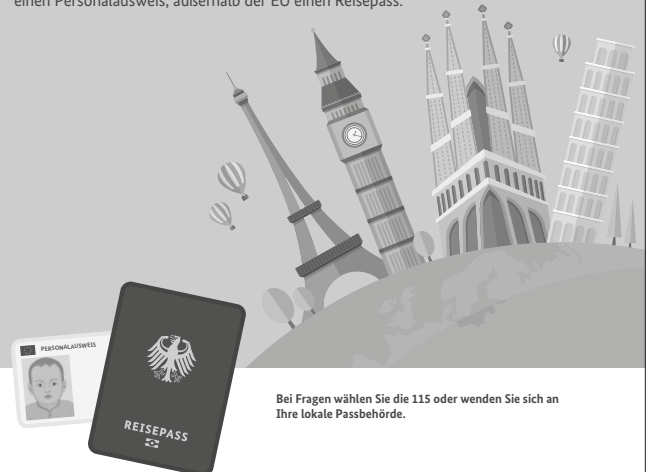 einen Personalausweis, außerhalb der EU einen Reisepass.
PERSONALAUSWEIS
REISEPASS
Bei Fragen wählen Sie die 115 oder wenden Sie sich an
Ihre lokale Passbehörde.